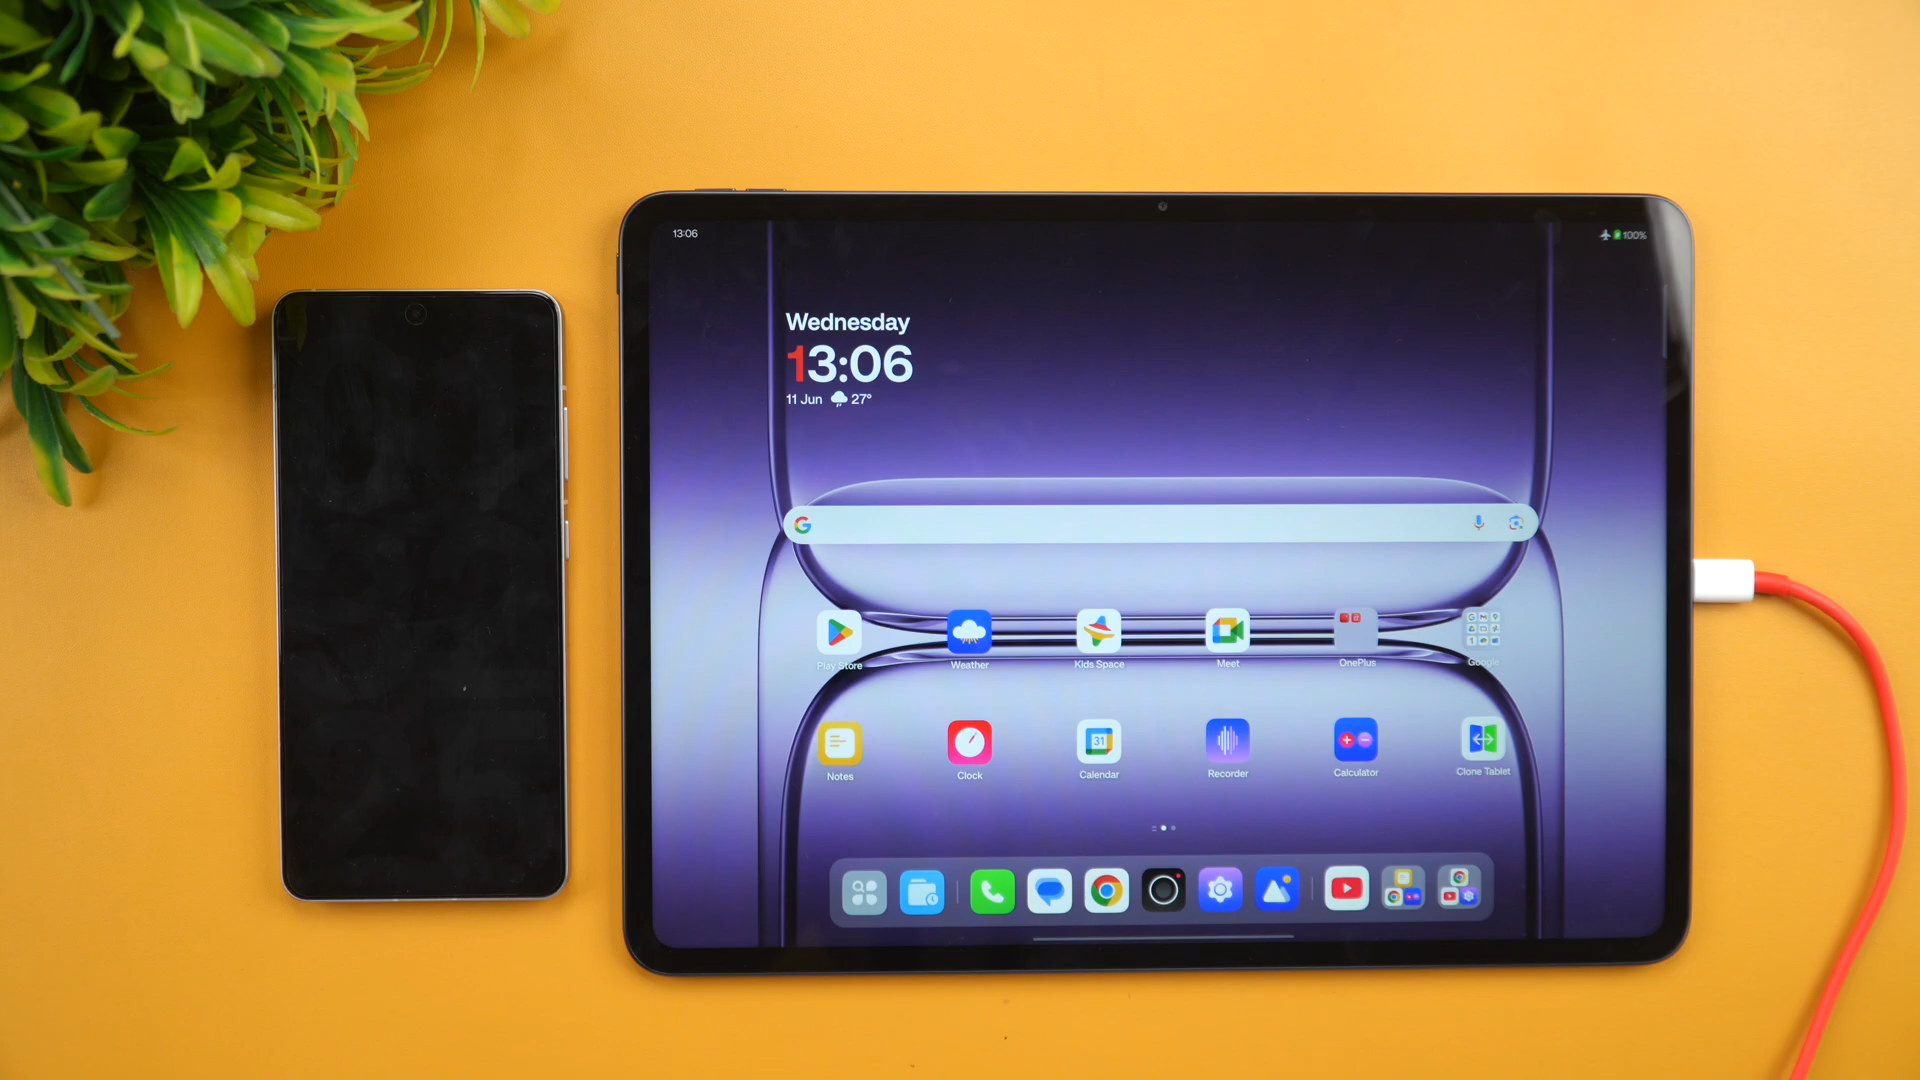 13:06
100%
Wednesday
13:06
11 Jun 27°
G
Play Store
Weather
Kids Space
Meet
OnePlus
Google
Notes
Clock
31
Calendar
Recorder
Calculator
Clone Tablet